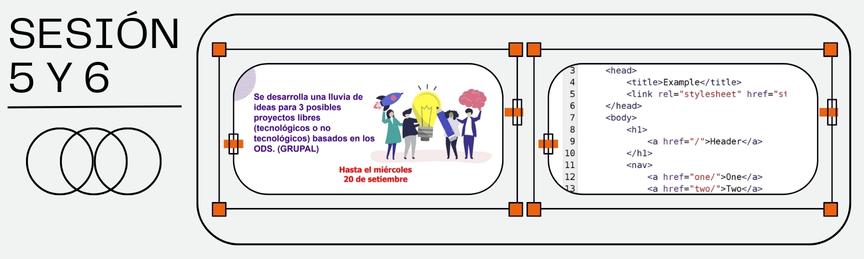 SESIÓN
5 Y 6
Se desarrolla una lluvia de
ideas para 3 posibles
proyectos libres
(tecnológicos o no
tecnológicos) basados en los
ODS. (GRUPAL)
Hasta el miércoles
20 de setiembre
3 <head>
4 <title>Example</title>
5 <link rel="stylesheet" href="st
6 </head>
7 <body>
8 <h1>
9 <a href="/">Header</a>
10 </h1>
11 <nav>
12 <a href="one/">One</a>
13 <a href="two/">Two</a>